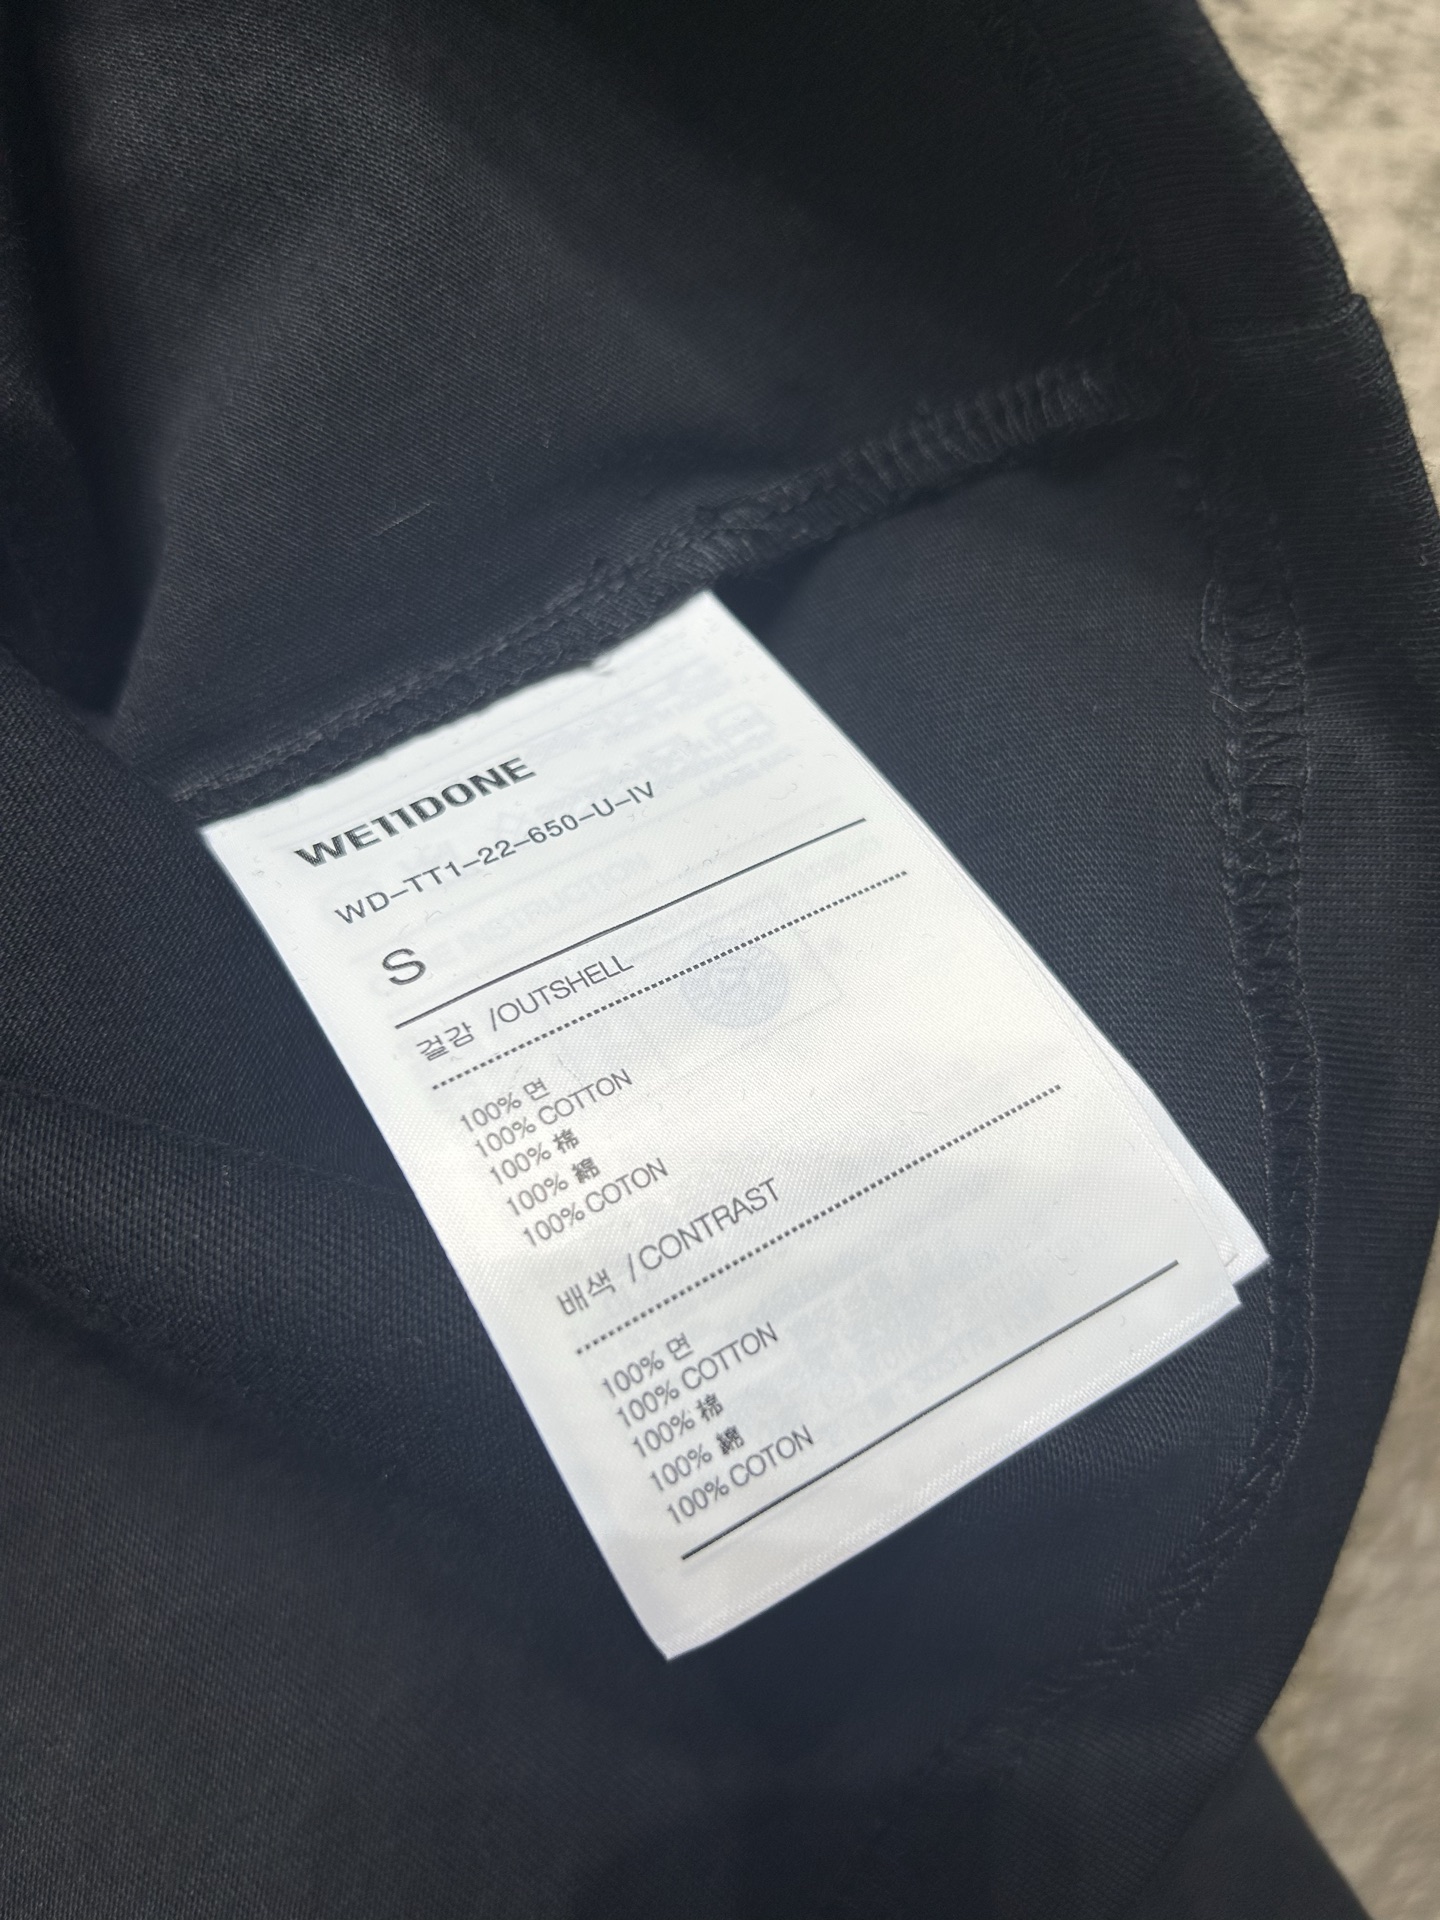 WE11DONE
WD-TT1-22-650-U-IV
S
겉감 /OUTSHELL
100% 면
100% COTTON
100% 棉
100% 綿
100% COTON
배색 /CONTRAST
100% 면
100% COTTON
100% 棉
100% 綿
100% COTON